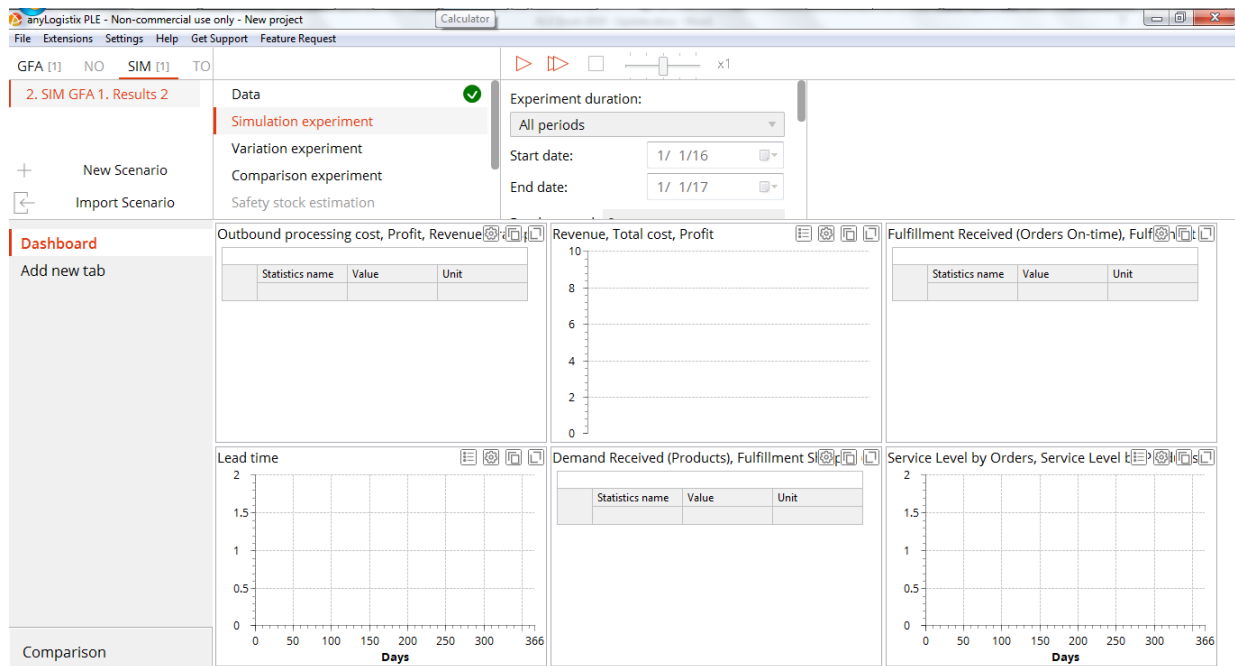 anyLogistix PLE - Non-commercial use only - New project
Calculator
File Extensions Settings Help Get Support Feature Request
GFA [1] NO SIM [1] TO
x1
2. SIM GFA 1. Results 2
New Scenario
Import Scenario
Data
Simulation experiment
Variation experiment
Comparison experiment
Safety stock estimation
Experiment duration:
All periods
Start date: 1/ 1/16
End date: 1/ 1/17
Dashboard
Add new tab
Comparison
Outbound processing cost, Profit, Revenue
Statistics name Value Unit
Revenue, Total cost, Profit
10
8
6
4
2
0
Fulfillment Received (Orders On-time),
Statistics name Value Unit
Lead time
2
1.5
1
0.5
0
0 50 100 150 200 250 300 366
Days
Demand Received (Products), Fulfillment
Statistics name Value Unit
Service Level by Orders, Service Level
2
1.5
1
0.5
0
0 50 100 150 200 250 300 366
Days